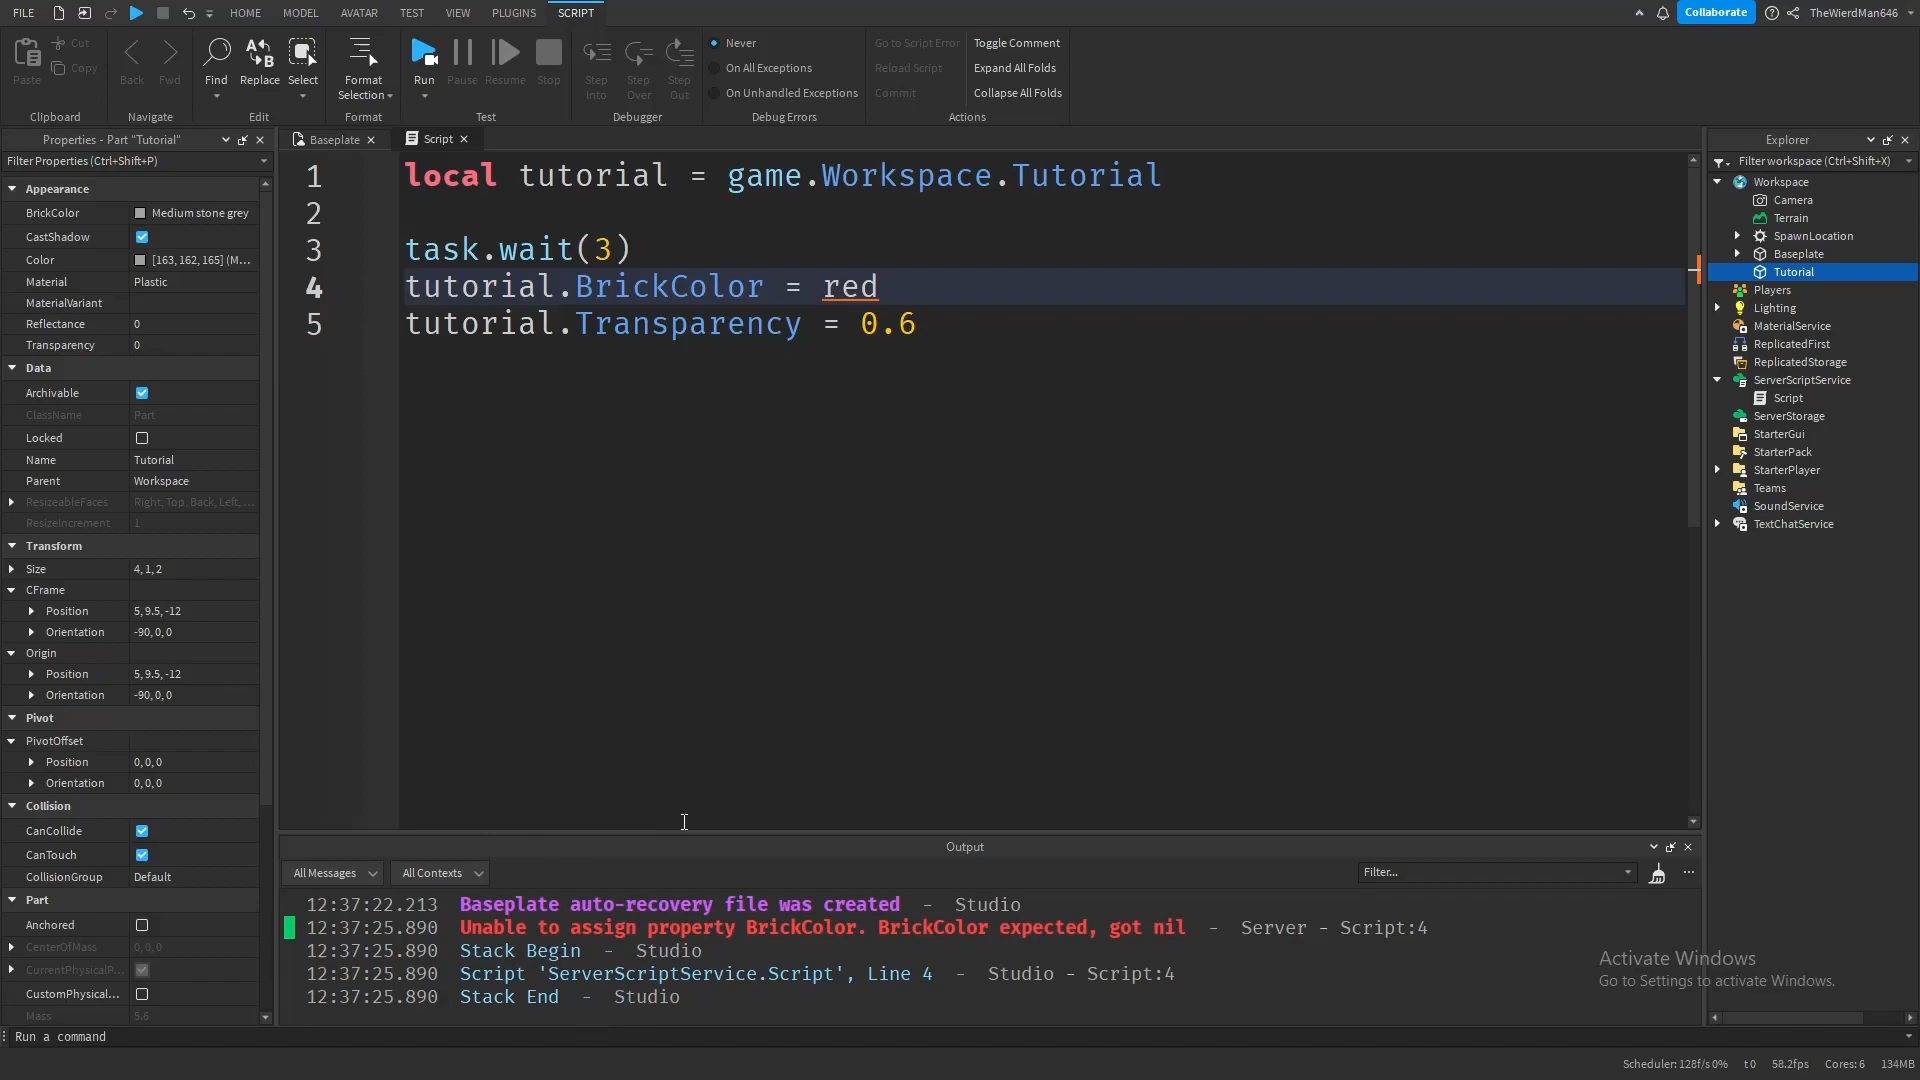 FILE HOME MODEL AVATAR TEST VIEW PLUGINS SCRIPT Collaborate TheWierdMan646
Paste Cut Copy
Clipboard
Back Fwd
Navigate
Find Replace Select
Edit
Format Selection
Format
Run Pause Resume Stop
Test
Step Into Step Over Step Out
Debugger
Never
On All Exceptions
On Unhandled Exceptions
Debug Errors
Go to Script Error
Reload Script
Commit
Toggle Comment
Expand All Folds
Collapse All Folds
Actions
Properties - Part "Tutorial"
Filter Properties (Ctrl+Shift+P)
Appearance
BrickColor Medium stone grey
CastShadow
Color [163, 162, 165] (M...
Material Plastic
MaterialVariant
Reflectance 0
Transparency 0
Data
Archivable
ClassName Part
Locked
Name Tutorial
Parent Workspace
ResizeableFaces Right, Top, Back, Left, ...
ResizeIncrement 1
Transform
Size 4, 1, 2
CFrame
Position 5, 9.5, -12
Orientation -90, 0, 0
Origin
Position 5, 9.5, -12
Orientation -90, 0, 0
Pivot
PivotOffset
Position 0, 0, 0
Orientation 0, 0, 0
Collision
CanCollide
CanTouch
CollisionGroup Default
Part
Anchored
CenterOfMass 0, 0, 0
CurrentPhysicalP...
CustomPhysical...
Mass 5.6
Baseplate Script
1 local tutorial = game.Workspace.Tutorial
2
3 task.wait(3)
4 tutorial.BrickColor = red
5 tutorial.Transparency = 0.6
Output
All Messages All Contexts Filter...
12:37:22.213 Baseplate auto-recovery file was created - Studio
12:37:25.890 Unable to assign property BrickColor. BrickColor expected, got nil - Server - Script:4
12:37:25.890 Stack Begin - Studio
12:37:25.890 Script 'ServerScriptService.Script', Line 4 - Studio - Script:4
12:37:25.890 Stack End - Studio
Explorer
Filter workspace (Ctrl+Shift+X)
Workspace
Camera
Terrain
SpawnLocation
Baseplate
Tutorial
Players
Lighting
MaterialService
ReplicatedFirst
ReplicatedStorage
ServerScriptService
Script
ServerStorage
StarterGui
StarterPack
StarterPlayer
Teams
SoundService
TextChatService
Activate Windows
Go to Settings to activate Windows.
Run a command
Scheduler: 128f/s 0% t 0 58.2fps Cores: 6 134MB